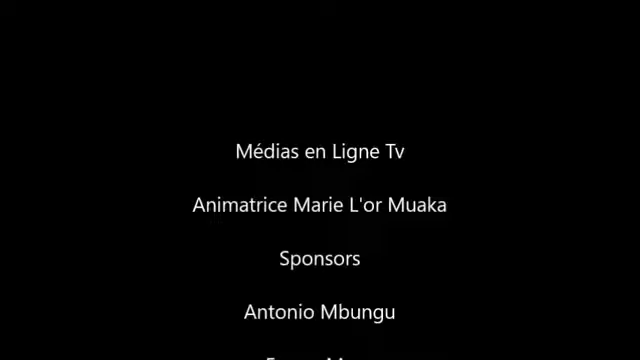 Médias en Ligne Tv
Animatrice Marie L'or Muaka
Sponsors
Antonio Mbungu